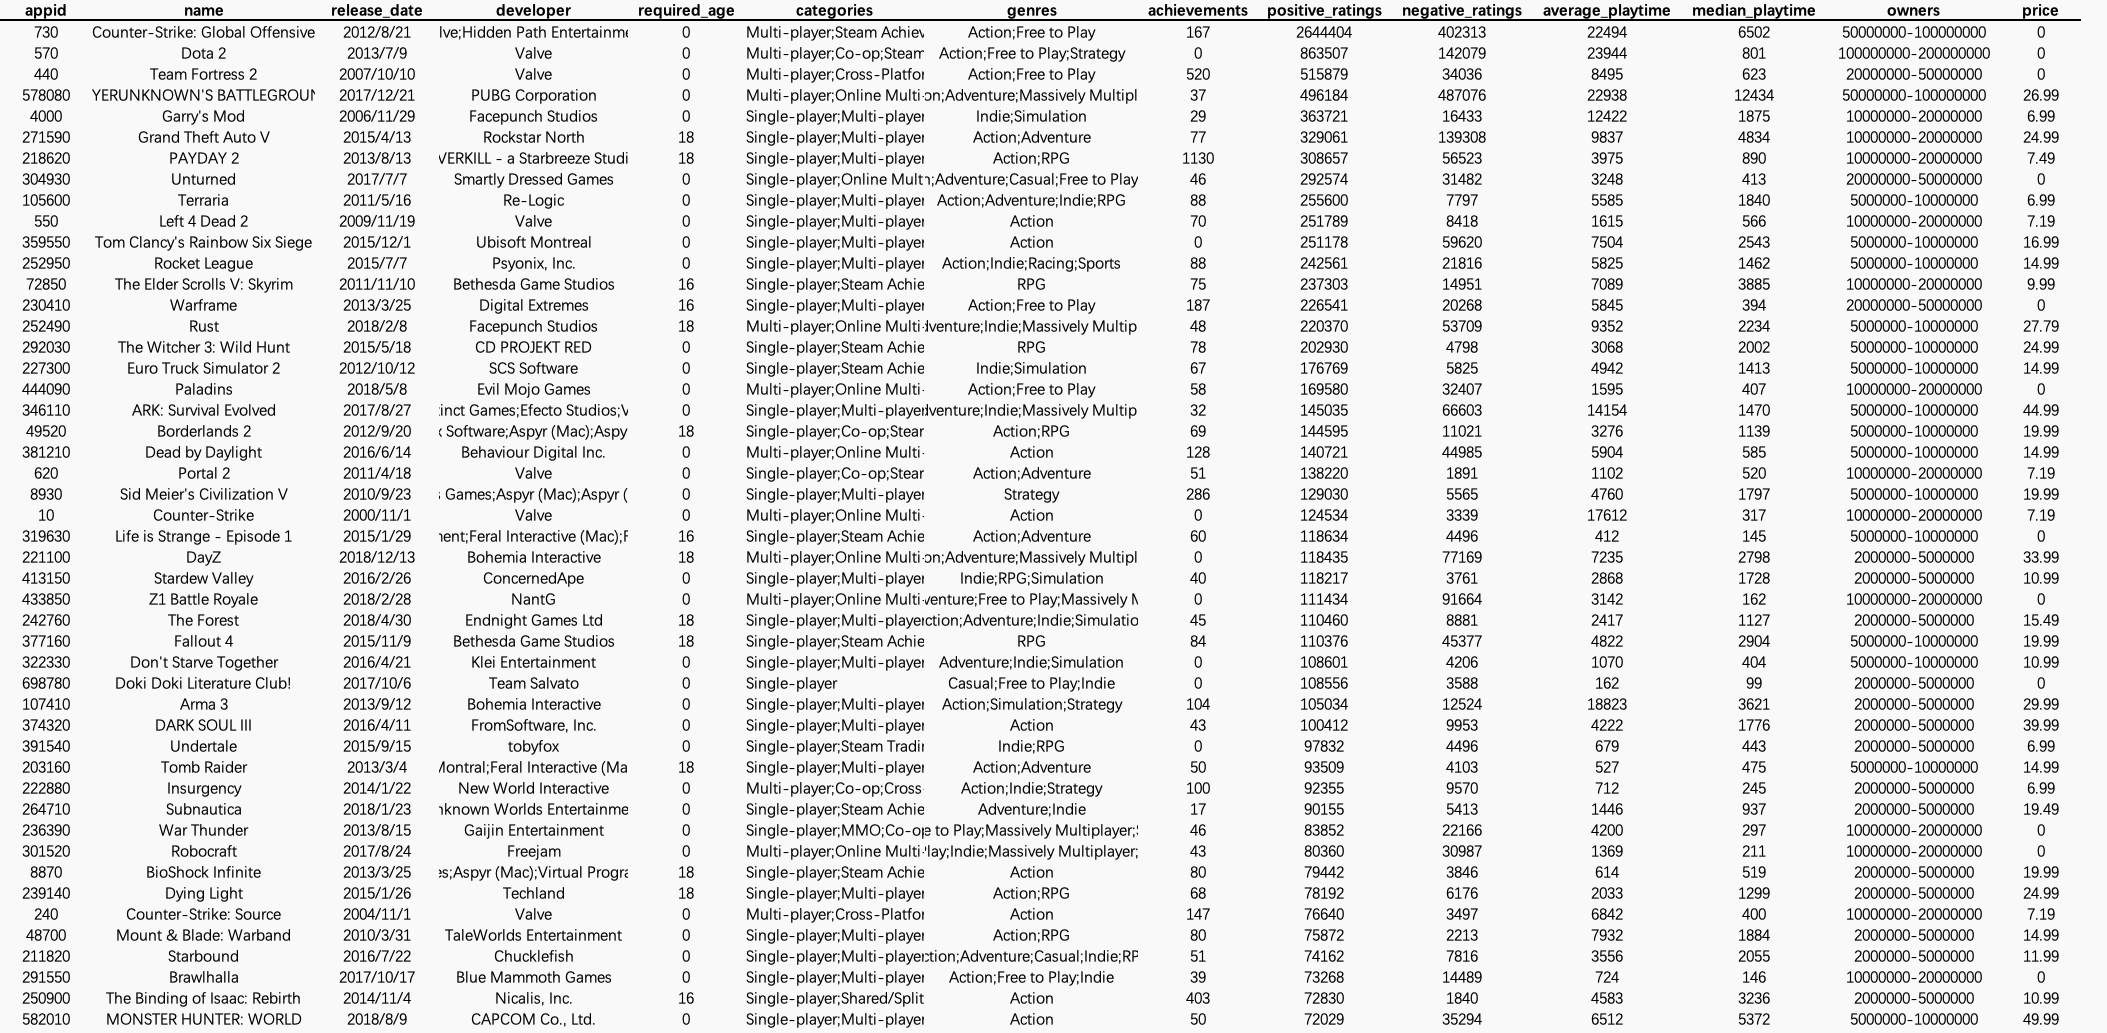 appid name release_date developer required_age categories genres achievements positive_ratings negative_ratings average_playtime median_playtime owners price
730 Counter-Strike: Global Offensive 2012/8/21 lve;Hidden Path Entertainme 0 Multi-player;Steam Achiev Action;Free to Play 167 2644404 402313 22494 6502 50000000-100000000 0
570 Dota 2 2013/7/9 Valve 0 Multi-player;Co-op;Steam Action;Free to Play;Strategy 0 863507 142079 23944 801 100000000-200000000 0
440 Team Fortress 2 2007/10/10 Valve 0 Multi-player;Cross-Platfor Action;Free to Play 520 515879 34036 8495 623 20000000-50000000 0
578080 YERUNKNOWN'S BATTLEGROUN 2017/12/21 PUBG Corporation 0 Multi-player;Online Multi- on;Adventure;Massively Multipl 37 496184 487076 22938 12434 50000000-100000000 26.99
4000 Garry's Mod 2006/11/29 Facepunch Studios 0 Single-player;Multi-player Indie;Simulation 29 363721 16433 12422 1875 10000000-20000000 6.99
271590 Grand Theft Auto V 2015/4/13 Rockstar North 18 Single-player;Multi-player Action;Adventure 77 329061 139308 9837 4834 10000000-20000000 24.99
218620 PAYDAY 2 2013/8/13 VERKILL - a Starbreeze Studi 18 Single-player;Multi-player Action;RPG 1130 308657 56523 3975 890 10000000-20000000 7.49
304930 Unturned 2017/7/7 Smartly Dressed Games 0 Single-player;Online Mult n;Adventure;Casual;Free to Play 46 292574 31482 3248 413 20000000-50000000 0
105600 Terraria 2011/5/16 Re-Logic 0 Single-player;Multi-player Action;Adventure;Indie;RPG 88 255600 7797 5585 1840 5000000-10000000 6.99
550 Left 4 Dead 2 2009/11/19 Valve 0 Single-player;Multi-player Action 70 251789 8418 1615 566 10000000-20000000 7.19
359550 Tom Clancy's Rainbow Six Siege 2015/12/1 Ubisoft Montreal 0 Single-player;Multi-player Action 0 251178 59620 7504 2543 5000000-10000000 16.99
252950 Rocket League 2015/7/7 Psyonix, Inc. 0 Single-player;Multi-player Action;Indie;Racing;Sports 88 242561 21816 5825 1462 5000000-10000000 14.99
72850 The Elder Scrolls V: Skyrim 2011/11/10 Bethesda Game Studios 16 Single-player;Steam Achie RPG 75 237303 14951 7089 3885 10000000-20000000 9.99
230410 Warframe 2013/3/25 Digital Extremes 16 Single-player;Multi-player Action;Free to Play 187 226541 20268 5845 394 20000000-50000000 0
252490 Rust 2018/2/8 Facepunch Studios 18 Multi-player;Online Multi- dventure;Indie;Massively Multip 48 220370 53709 9352 2234 5000000-10000000 27.79
292030 The Witcher 3: Wild Hunt 2015/5/18 CD PROJEKT RED 0 Single-player;Steam Achie RPG 78 202930 4798 3068 2002 5000000-10000000 24.99
227300 Euro Truck Simulator 2 2012/10/12 SCS Software 0 Single-player;Steam Achie Indie;Simulation 67 176769 5825 4942 1413 5000000-10000000 14.99
444090 Paladins 2018/5/8 Evil Mojo Games 0 Multi-player;Online Multi- Action;Free to Play 58 169580 32407 1595 407 10000000-20000000 0
346110 ARK: Survival Evolved 2017/8/27 inct Games;Efecto Studios;V 0 Single-player;Multi-player dventure;Indie;Massively Multip 32 145035 66603 14154 1470 5000000-10000000 44.99
49520 Borderlands 2 2012/9/20 x Software;Aspyr (Mac);Aspy 18 Single-player;Co-op;Stear Action;RPG 69 144595 11021 3276 1139 5000000-10000000 19.99
381210 Dead by Daylight 2016/6/14 Behaviour Digital Inc. 0 Multi-player;Online Multi- Action 128 140721 44985 5904 585 5000000-10000000 14.99
620 Portal 2 2011/4/18 Valve 0 Single-player;Co-op;Stear Action;Adventure 51 138220 1891 1102 520 10000000-20000000 7.19
8930 Sid Meier's Civilization V 2010/9/23 s Games;Aspyr (Mac);Aspyr ( 0 Single-player;Multi-player Strategy 286 129030 5565 4760 1797 5000000-10000000 19.99
10 Counter-Strike 2000/11/1 Valve 0 Multi-player;Online Multi- Action 0 124534 3339 17612 317 10000000-20000000 7.19
319630 Life is Strange - Episode 1 2015/1/29 nent;Feral Interactive (Mac);F 16 Single-player;Steam Achie Action;Adventure 60 118634 4496 412 145 5000000-10000000 0
221100 DayZ 2018/12/13 Bohemia Interactive 18 Multi-player;Online Multi- on;Adventure;Massively Multipl 0 118435 77169 7235 2798 2000000-5000000 33.99
413150 Stardew Valley 2016/2/26 ConcernedApe 0 Single-player;Multi-player Indie;RPG;Simulation 40 118217 3761 2868 1728 2000000-5000000 10.99
433850 Z1 Battle Royale 2018/2/28 NantG 0 Multi-player;Online Multi- venture;Free to Play;Massively M 0 111434 91664 3142 162 10000000-20000000 0
242760 The Forest 2018/4/30 Endnight Games Ltd 18 Single-player;Multi-player ction;Adventure;Indie;Simulatio 45 110460 8881 2417 1127 2000000-5000000 15.49
377160 Fallout 4 2015/11/9 Bethesda Game Studios 18 Single-player;Steam Achie RPG 84 110376 45377 4822 2904 5000000-10000000 19.99
322330 Don't Starve Together 2016/4/21 Klei Entertainment 0 Single-player;Multi-player Adventure;Indie;Simulation 0 108601 4206 1070 404 5000000-10000000 10.99
698780 Doki Doki Literature Club! 2017/10/6 Team Salvato 0 Single-player Casual;Free to Play;Indie 0 108556 3588 162 99 2000000-5000000 0
107410 Arma 3 2013/9/12 Bohemia Interactive 0 Single-player;Multi-player Action;Simulation;Strategy 104 105034 12524 18823 3621 2000000-5000000 29.99
374320 DARK SOUL III 2016/4/11 FromSoftware, Inc. 0 Single-player;Multi-player Action 43 100412 9953 4222 1776 2000000-5000000 39.99
391540 Undertale 2015/9/15 tobyfox 0 Single-player;Steam Tradir Indie;RPG 0 97832 4496 679 443 2000000-5000000 6.99
203160 Tomb Raider 2013/3/4 Montral;Feral Interactive (Ma 18 Single-player;Multi-player Action;Adventure 50 93509 4103 527 475 5000000-10000000 14.99
222880 Insurgency 2014/1/22 New World Interactive 0 Multi-player;Co-op;Cross- Action;Indie;Strategy 100 92355 9570 712 245 2000000-5000000 6.99
264710 Subnautica 2018/1/23 nknown Worlds Entertainme 0 Single-player;Steam Achie Adventure;Indie 17 90155 5413 1446 937 2000000-5000000 19.49
236390 War Thunder 2013/8/15 Gaijin Entertainment 0 Single-player;MMO;Co-op e to Play;Massively Multiplayer;S 46 83852 22166 4200 297 10000000-20000000 0
301520 Robocraft 2017/8/24 Freejam 0 Multi-player;Online Multi- lay;Indie;Massively Multiplayer; 43 80360 30987 1369 211 10000000-20000000 0
8870 BioShock Infinite 2013/3/25 es;Aspyr (Mac);Virtual Progra 18 Single-player;Steam Achie Action 80 79442 3846 614 519 2000000-5000000 19.99
239140 Dying Light 2015/1/26 Techland 18 Single-player;Multi-player Action;RPG 68 78192 6176 2033 1299 2000000-5000000 24.99
240 Counter-Strike: Source 2004/11/1 Valve 0 Multi-player;Cross-Platfor Action 147 76640 3497 6842 400 10000000-20000000 7.19
48700 Mount & Blade: Warband 2010/3/31 TaleWorlds Entertainment 0 Single-player;Multi-player Action;RPG 80 75872 2213 7932 1884 2000000-5000000 14.99
211820 Starbound 2016/7/22 Chucklefish 0 Single-player;Multi-player ction;Adventure;Casual;Indie;RP 51 74162 7816 3556 2055 2000000-5000000 11.99
291550 Brawlhalla 2017/10/17 Blue Mammoth Games 0 Single-player;Multi-player Action;Free to Play;Indie 39 73268 14489 724 146 10000000-20000000 0
250900 The Binding of Isaac: Rebirth 2014/11/4 Nicalis, Inc. 16 Single-player;Shared/Split Action 403 72830 1840 4583 3236 2000000-5000000 10.99
582010 MONSTER HUNTER: WORLD 2018/8/9 CAPCOM Co., Ltd. 0 Single-player;Multi-player Action 50 72029 35294 6512 5372 5000000-10000000 49.99